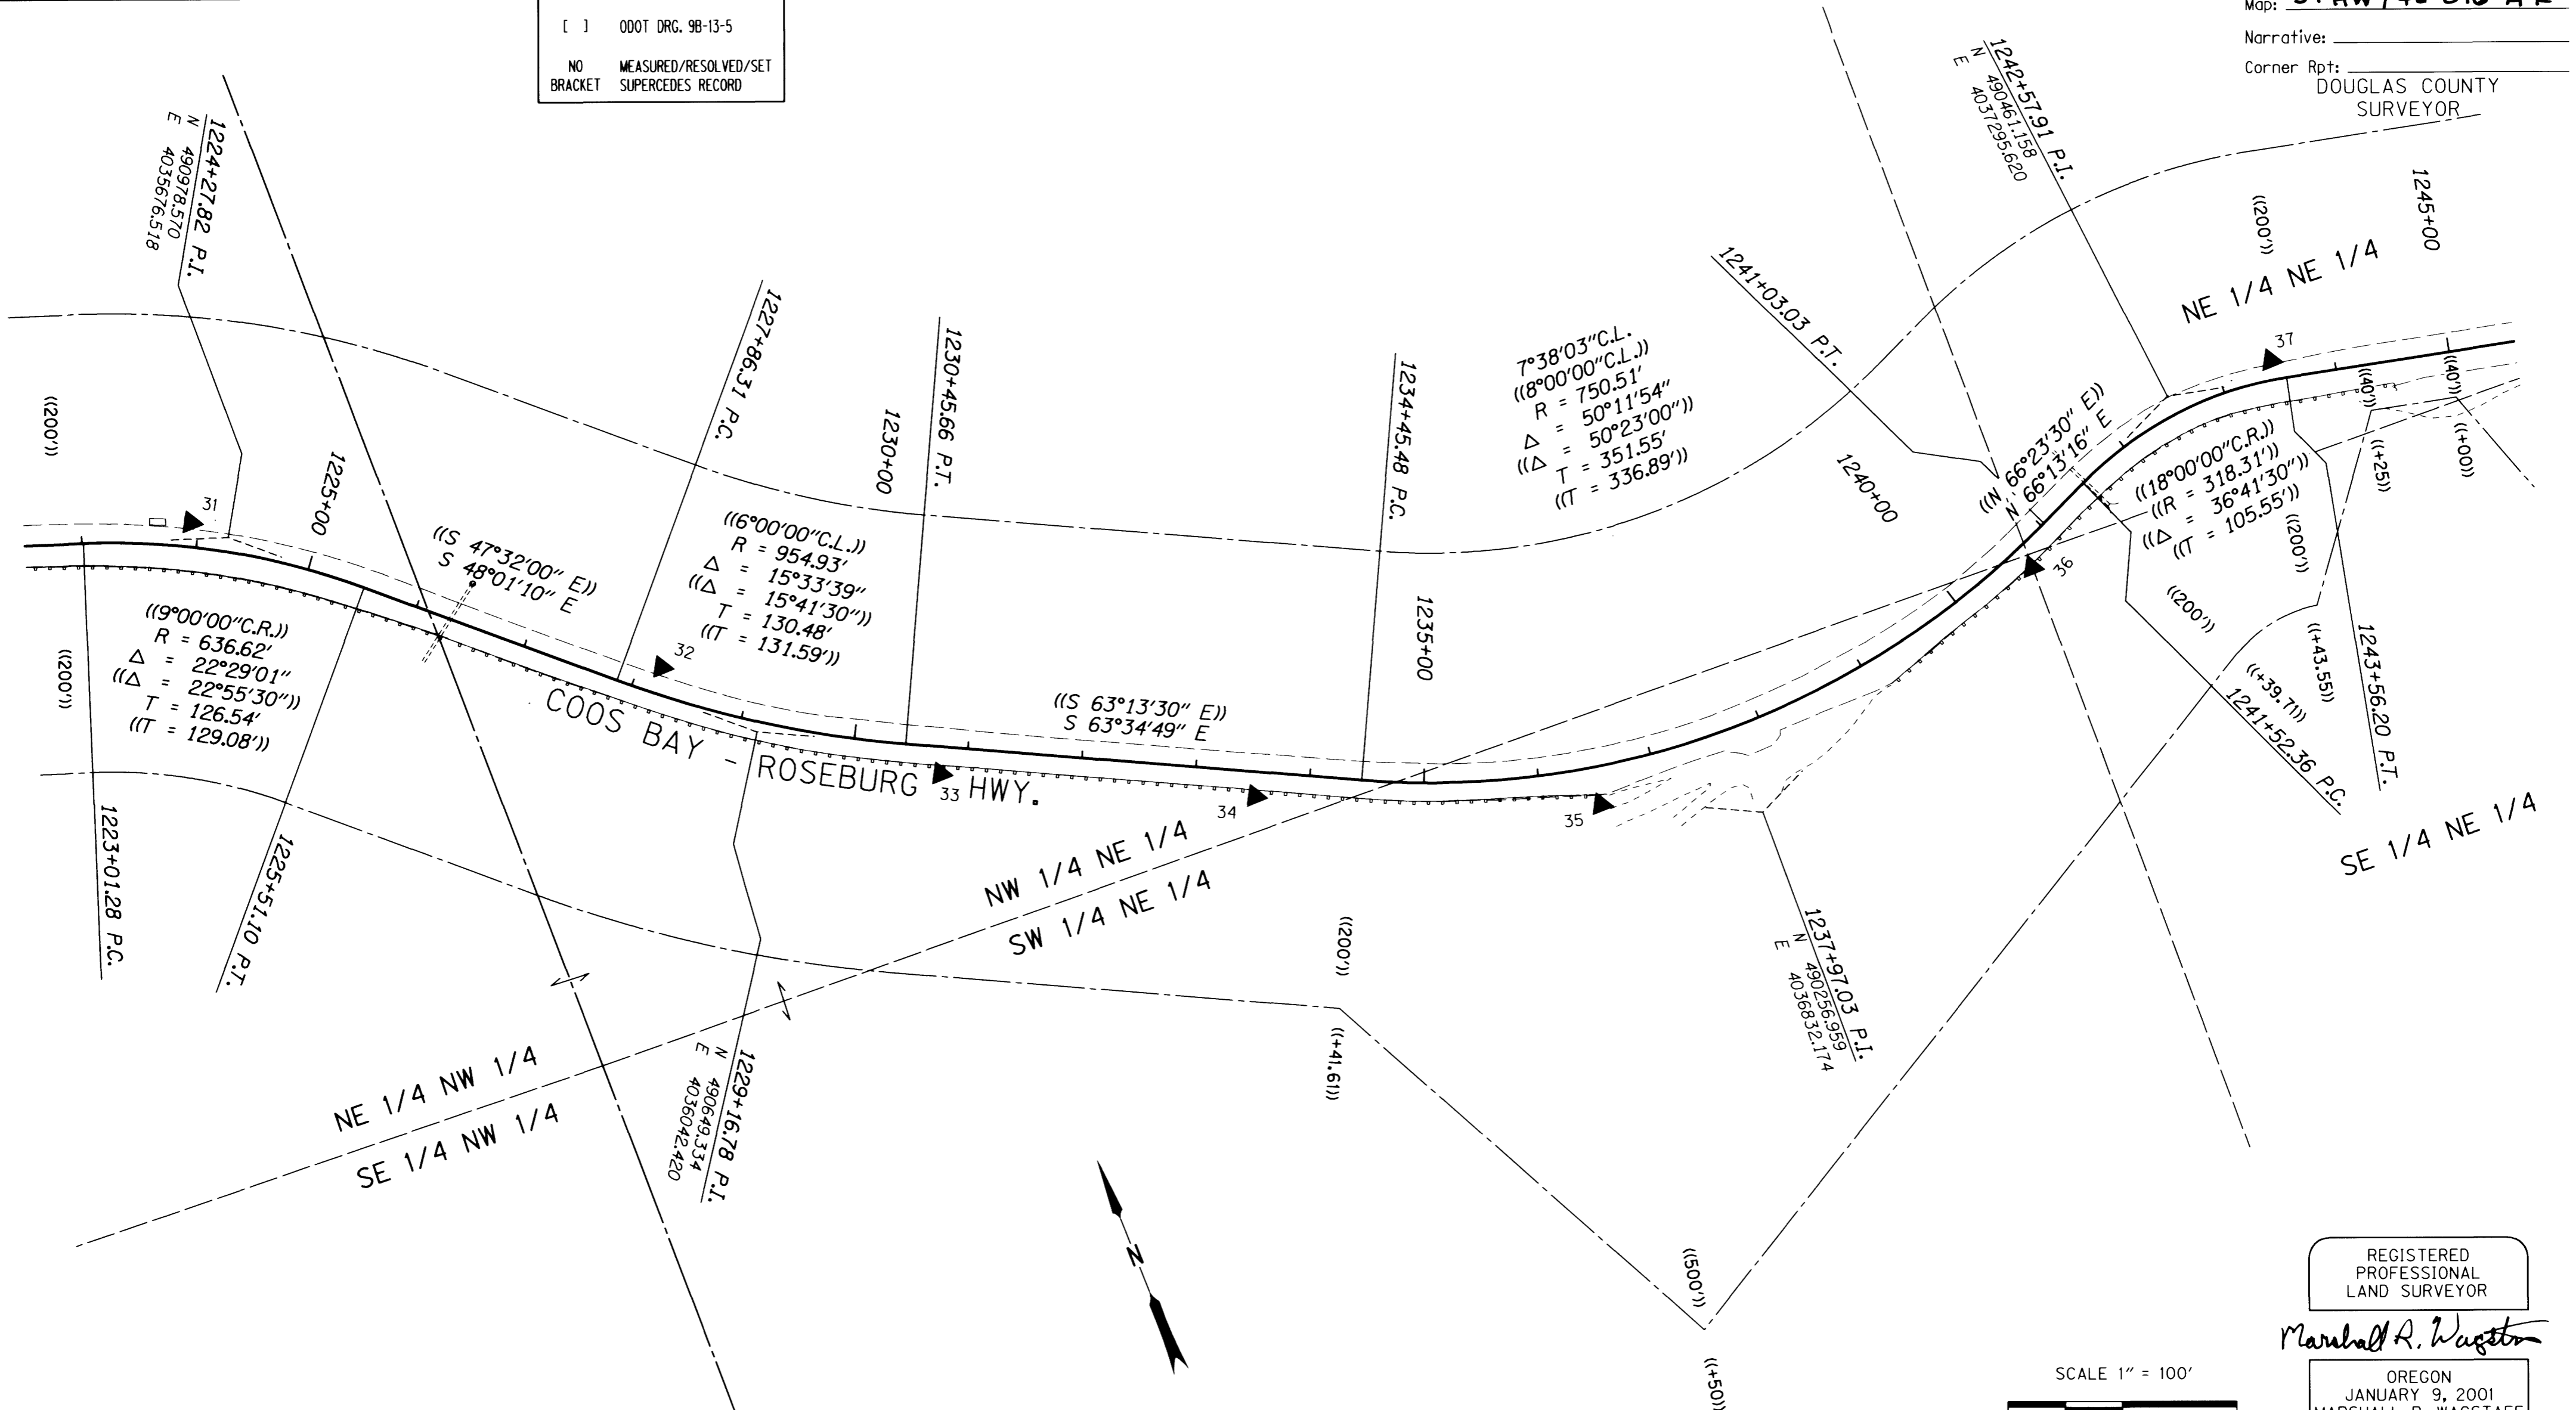 [ ] ODOT DRG. 9B-13-5
NO BRACKET MEASURED/RESOLVED/SET
SUPERCEDES RECORD
Map:
Narrative:
Corner Rpt:
DOUGLAS COUNTY
SURVEYOR
1224+27.82 P.I.
N 490978.570
E 4035676.518
1242+57.91 P.I.
N 490461.158
E 4037295.620
((200'))
1245+00
NE 1/4 NE 1/4
1241+03.03 P.T.
1227+86.31 P.C.
1230+45.66 P.T.
1230+00
1234+45.48 P.C.
7°38'03"C.L.
((8°00'00"C.L.))
R = 750.51'
Δ = 50°11'54"
((Δ = 50°23'00"))
T = 351.55'
((T = 336.89'))
1240+00
37
((40'))
((40'))
((+25))
((+00))
((N 66°23'30" E))
N 66°13'16" E
((18°00'00"C.R.))
((R = 318.31'))
((Δ = 36°41'30"))
((T = 105.55'))
((200'))
36
((200'))
((+43.55))
((+39.71))
1241+52.36 P.C.
1243+56.20 P.T.
SE 1/4 NE 1/4
((200'))
31
1225+00
((S 47°32'00" E))
S 48°01'10" E
((6°00'00"C.L.))
R = 954.93'
Δ = 15°33'39"
((Δ = 15°41'30"))
T = 130.48'
((T = 131.59'))
((9°00'00"C.R.))
R = 636.62'
Δ = 22°29'01"
((Δ = 22°55'30"))
T = 126.54'
((T = 129.08'))
((200'))
32
1235+00
((S 63°13'30" E))
S 63°34'49" E
COOS BAY - ROSEBURG HWY.
33
34
35
1223+01.28 P.C.
1225+51.10 P.T.
NW 1/4 NE 1/4
SW 1/4 NE 1/4
((200'))
((+41.61))
1237+97.03 P.I.
N 490256.959
E 4036832.174
NE 1/4 NW 1/4
SE 1/4 NW 1/4
1229+16.78 P.I.
N 490649.334
E 4036042.420
N
((500'))
((+50))
SCALE 1" = 100'
REGISTERED
PROFESSIONAL
LAND SURVEYOR
Marshall R. Wagstaff
OREGON
JANUARY 9, 2001
MARSHALL R. WAGSTAFF